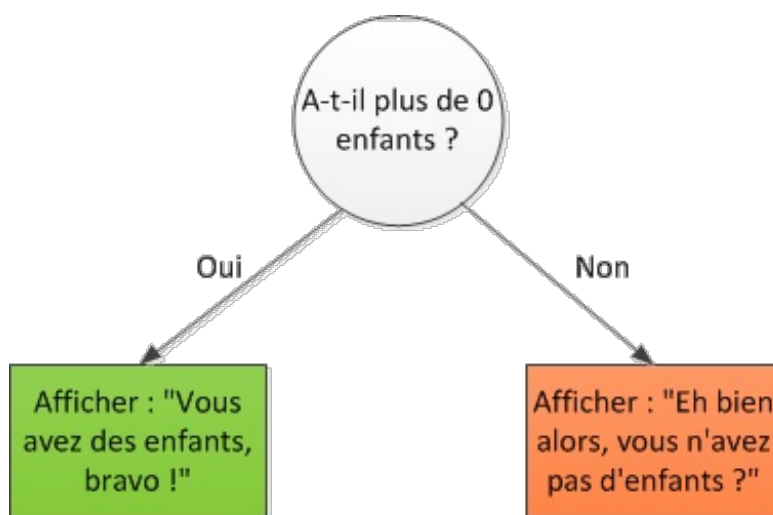 A-t-il plus de 0
enfants ?
Oui
Non
Afficher : "Vous
avez des enfants,
bravo !"
Afficher : "Eh bien
alors, vous n'avez
pas d'enfants ?"